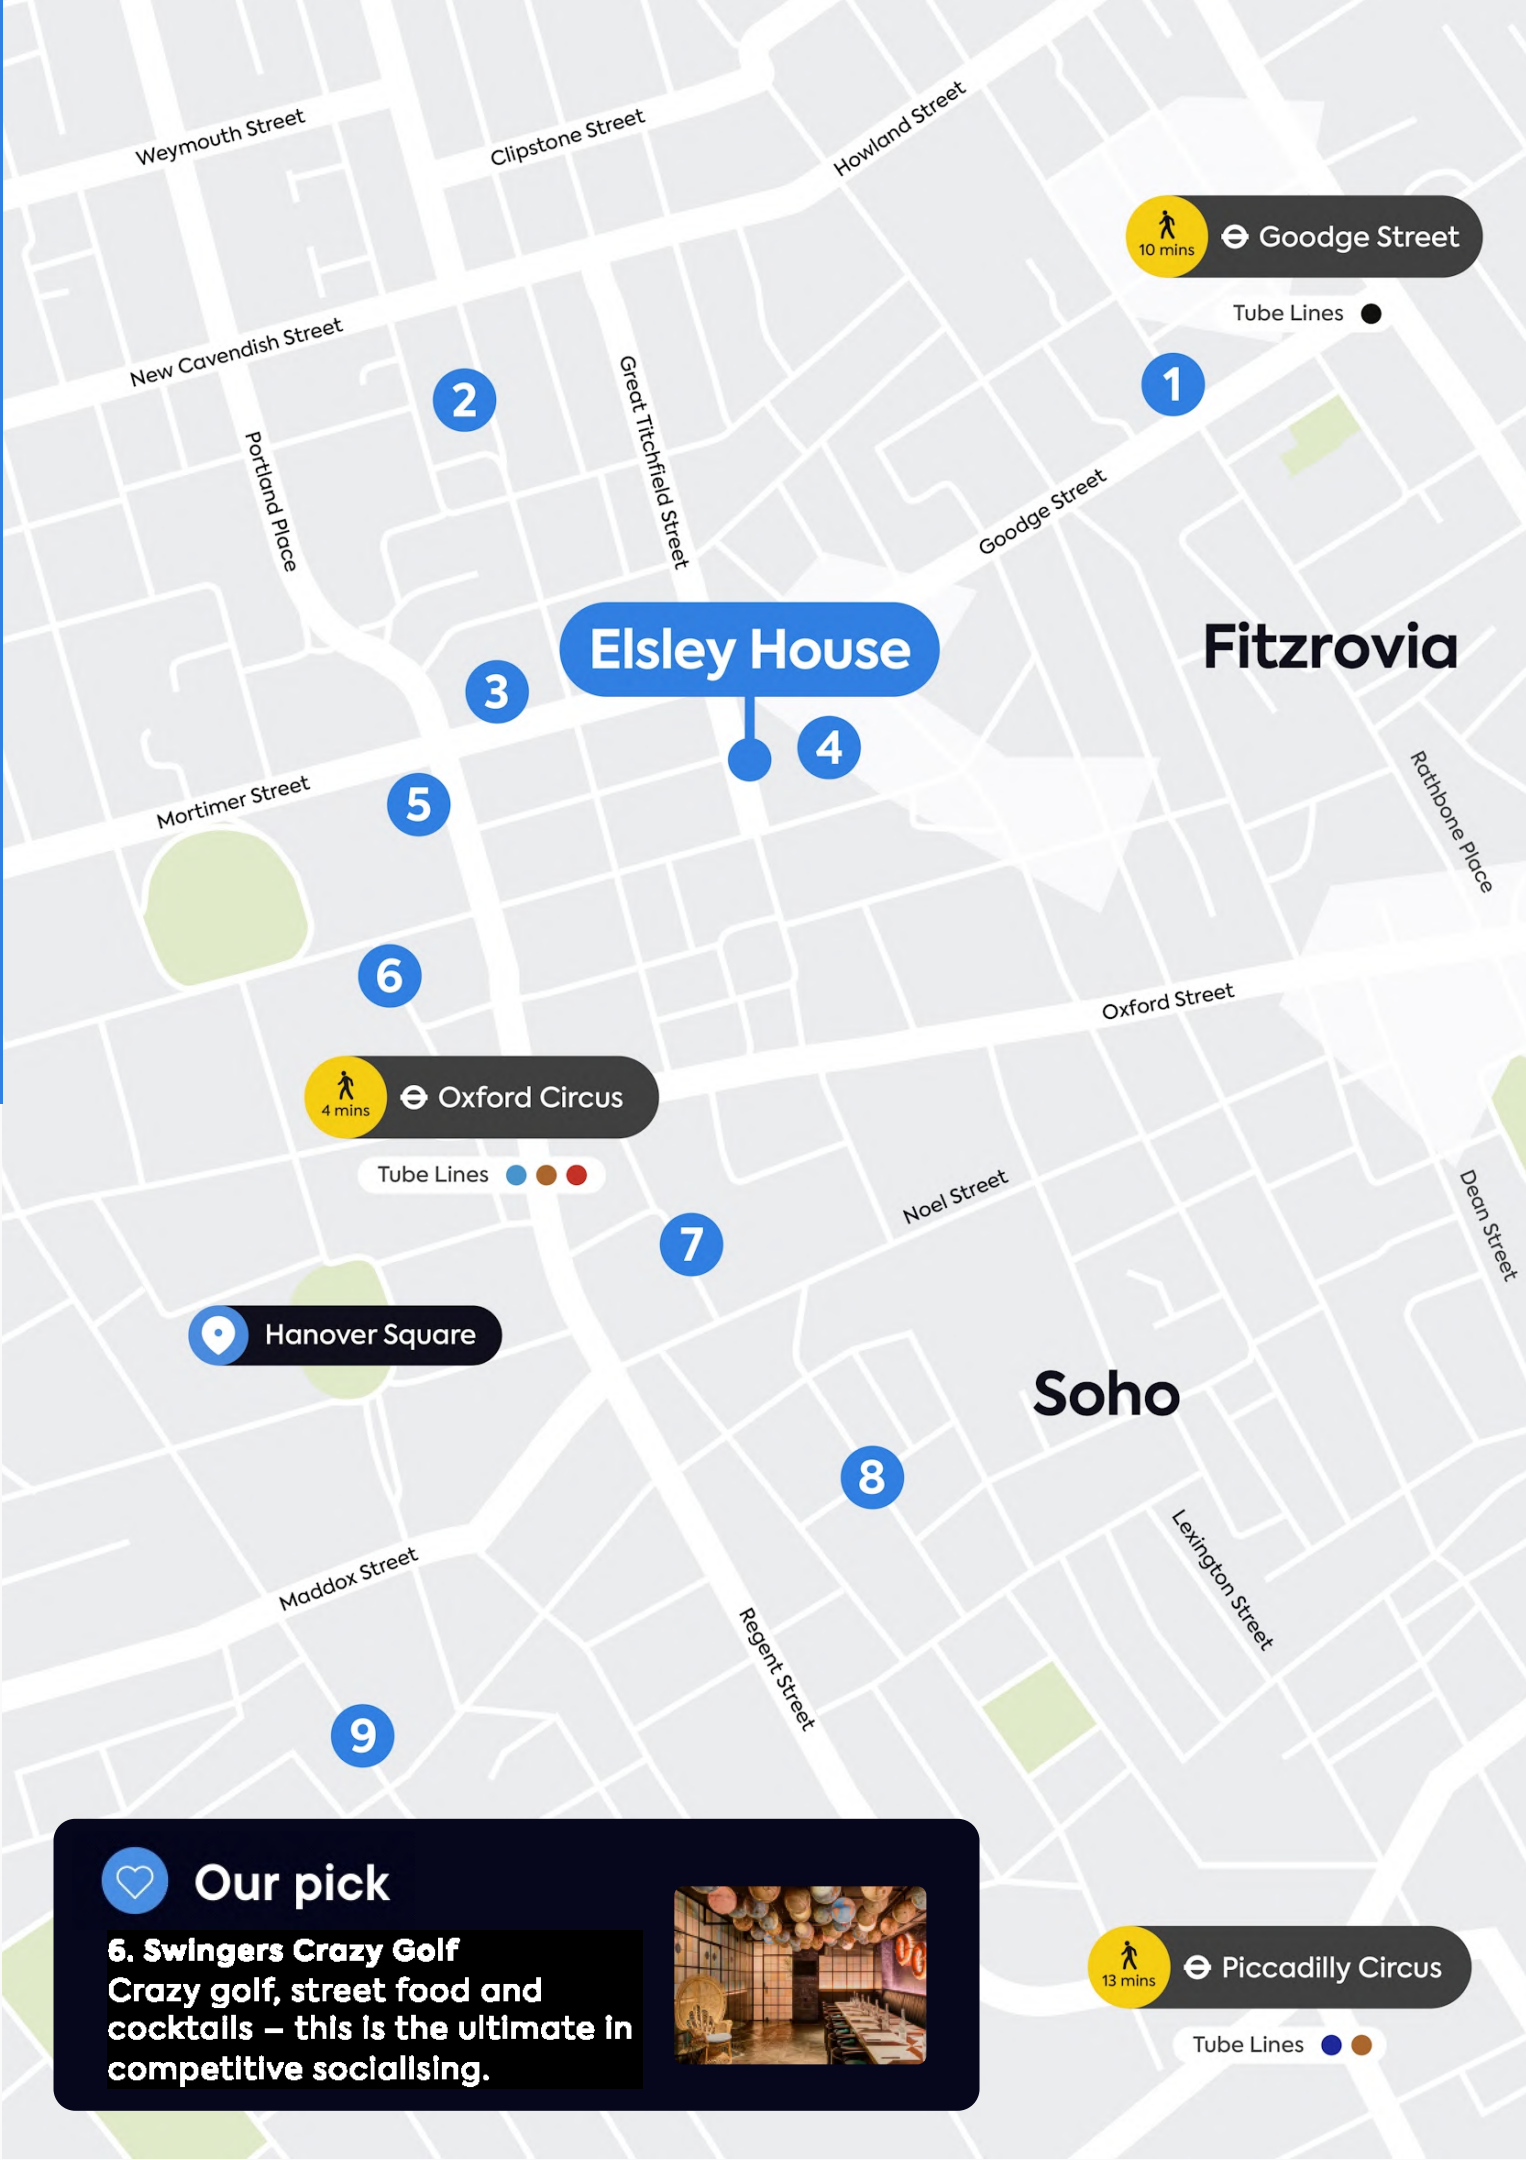 Weymouth Street
Clipstone Street
Howland Street
10 mins
Goodge Street
Tube Lines
New Cavendish Street
2
Great Titchfield Street
1
Portland Place
Goodge Street
Elsley House
Fitzrovia
3
4
Mortimer Street
5
Rathbone Place
6
Oxford Street
4 mins
Oxford Circus
Tube Lines
Noel Street
Dean Street
7
Hanover Square
Soho
8
Lexington Street
Maddox Street
Regent Street
9
Our pick
6. Swingers Crazy Golf
Crazy golf, street food and
cocktails – this is the ultimate in
competitive socialising.
13 mins
Piccadilly Circus
Tube Lines